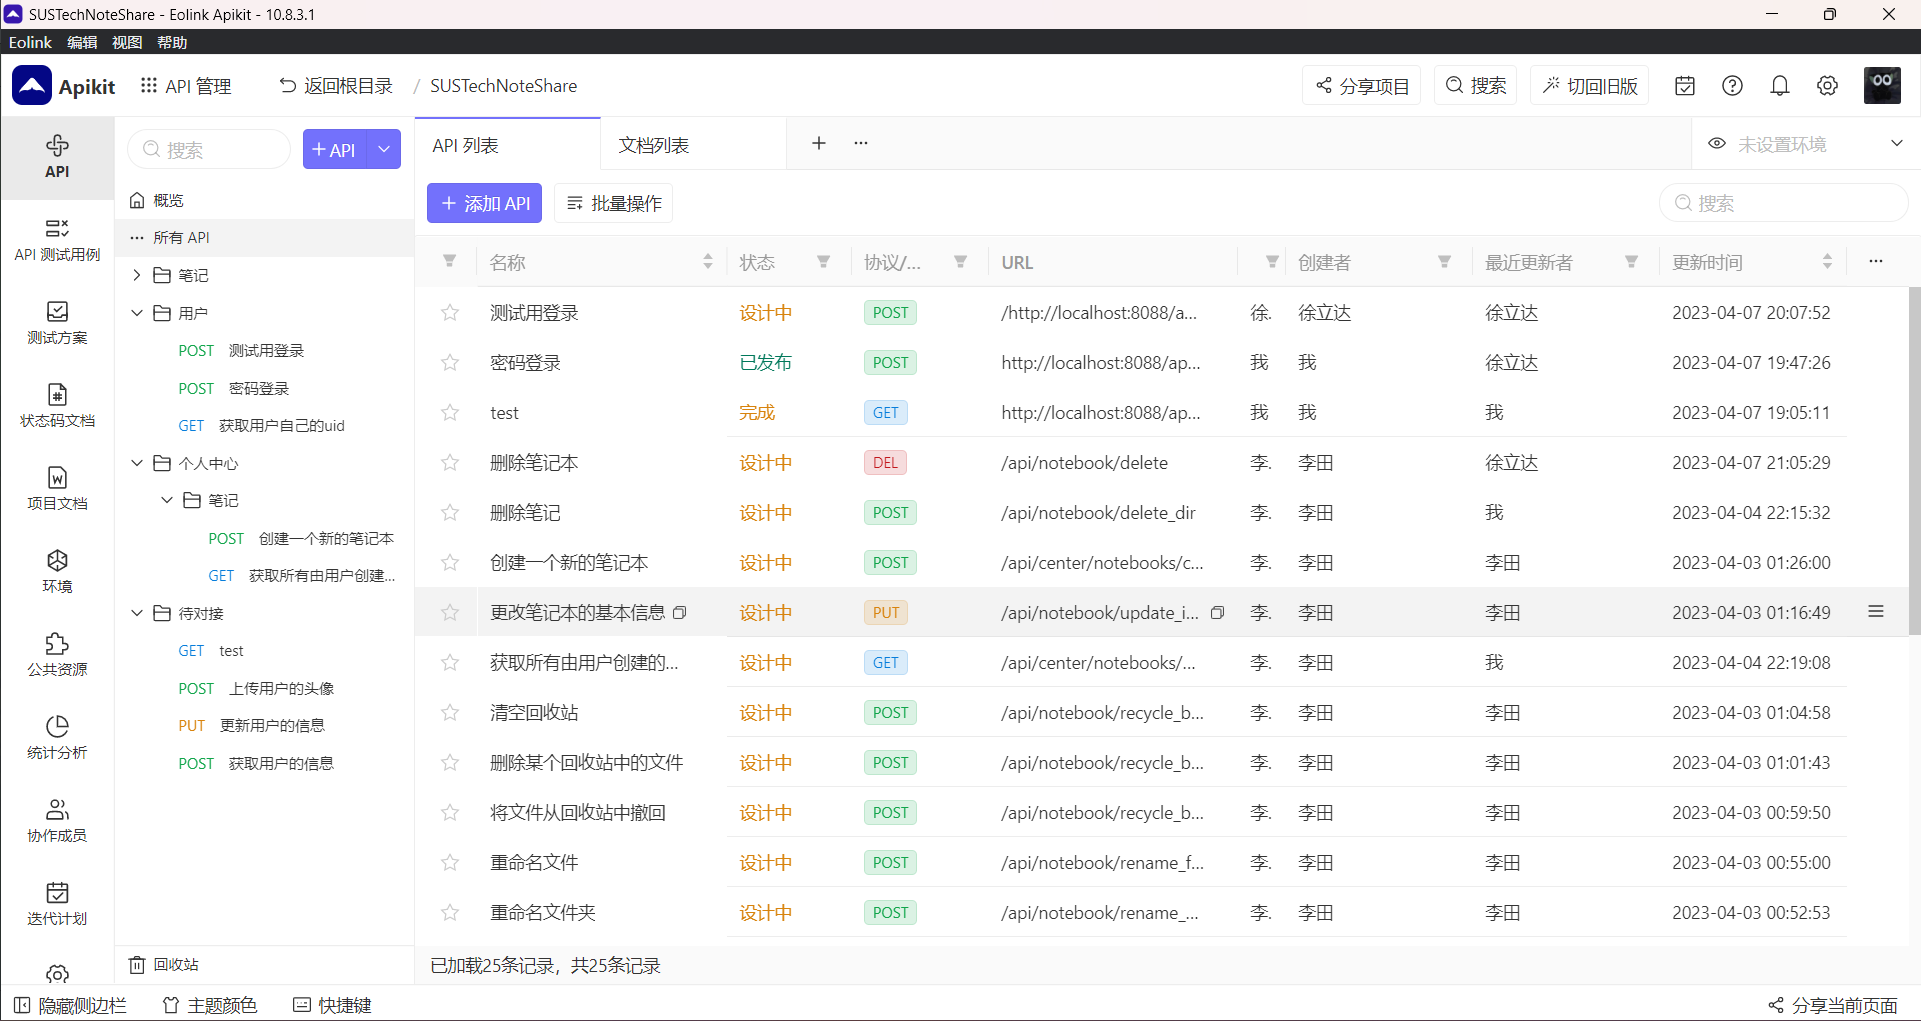 SUSTechNoteShare - Eolink Apikit - 10.8.3.1
Eolink 编辑 视图 帮助
Apikit API 管理 返回根目录 / SUSTechNoteShare 分享项目 搜索 切回旧版
API
API 测试用例
测试方案
状态码文档
项目文档
环境
公共资源
统计分析
协作成员
迭代计划
搜索 +API
概览
所有 API
笔记
用户
POST 测试用登录
POST 密码登录
GET 获取用户自己的uid
个人中心
笔记
POST 创建一个新的笔记本
GET 获取所有由用户创建...
待对接
GET test
POST 上传用户的头像
PUT 更新用户的信息
POST 获取用户的信息
回收站
API 列表 文档列表 + ... 未设置环境
+ 添加 API 批量操作 搜索
名称 状态 协议/... URL 创建者 最近更新者 更新时间 ...
测试用登录 设计中 POST /http://localhost:8088/a... 徐. 徐立达 徐立达 2023-04-07 20:07:52
密码登录 已发布 POST http://localhost:8088/ap... 我 我 徐立达 2023-04-07 19:47:26
test 完成 GET http://localhost:8088/ap... 我 我 我 2023-04-07 19:05:11
删除笔记本 设计中 DEL /api/notebook/delete 李. 李田 徐立达 2023-04-07 21:05:29
删除笔记 设计中 POST /api/notebook/delete_dir 李. 李田 我 2023-04-04 22:15:32
创建一个新的笔记本 设计中 POST /api/center/notebooks/c... 李. 李田 李田 2023-04-03 01:26:00
更改笔记本的基本信息 设计中 PUT /api/notebook/update_i... 李. 李田 李田 2023-04-03 01:16:49
获取所有由用户创建的... 设计中 GET /api/center/notebooks/... 李. 李田 我 2023-04-04 22:19:08
清空回收站 设计中 POST /api/notebook/recycle_b... 李. 李田 李田 2023-04-03 01:04:58
删除某个回收站中的文件 设计中 POST /api/notebook/recycle_b... 李. 李田 李田 2023-04-03 01:01:43
将文件从回收站中撤回 设计中 POST /api/notebook/recycle_b... 李. 李田 李田 2023-04-03 00:59:50
重命名文件 设计中 POST /api/notebook/rename_f... 李. 李田 李田 2023-04-03 00:55:00
重命名文件夹 设计中 POST /api/notebook/rename_... 李. 李田 李田 2023-04-03 00:52:53
已加载25条记录，共25条记录
隐藏侧边栏 主题颜色 快捷键 分享当前页面